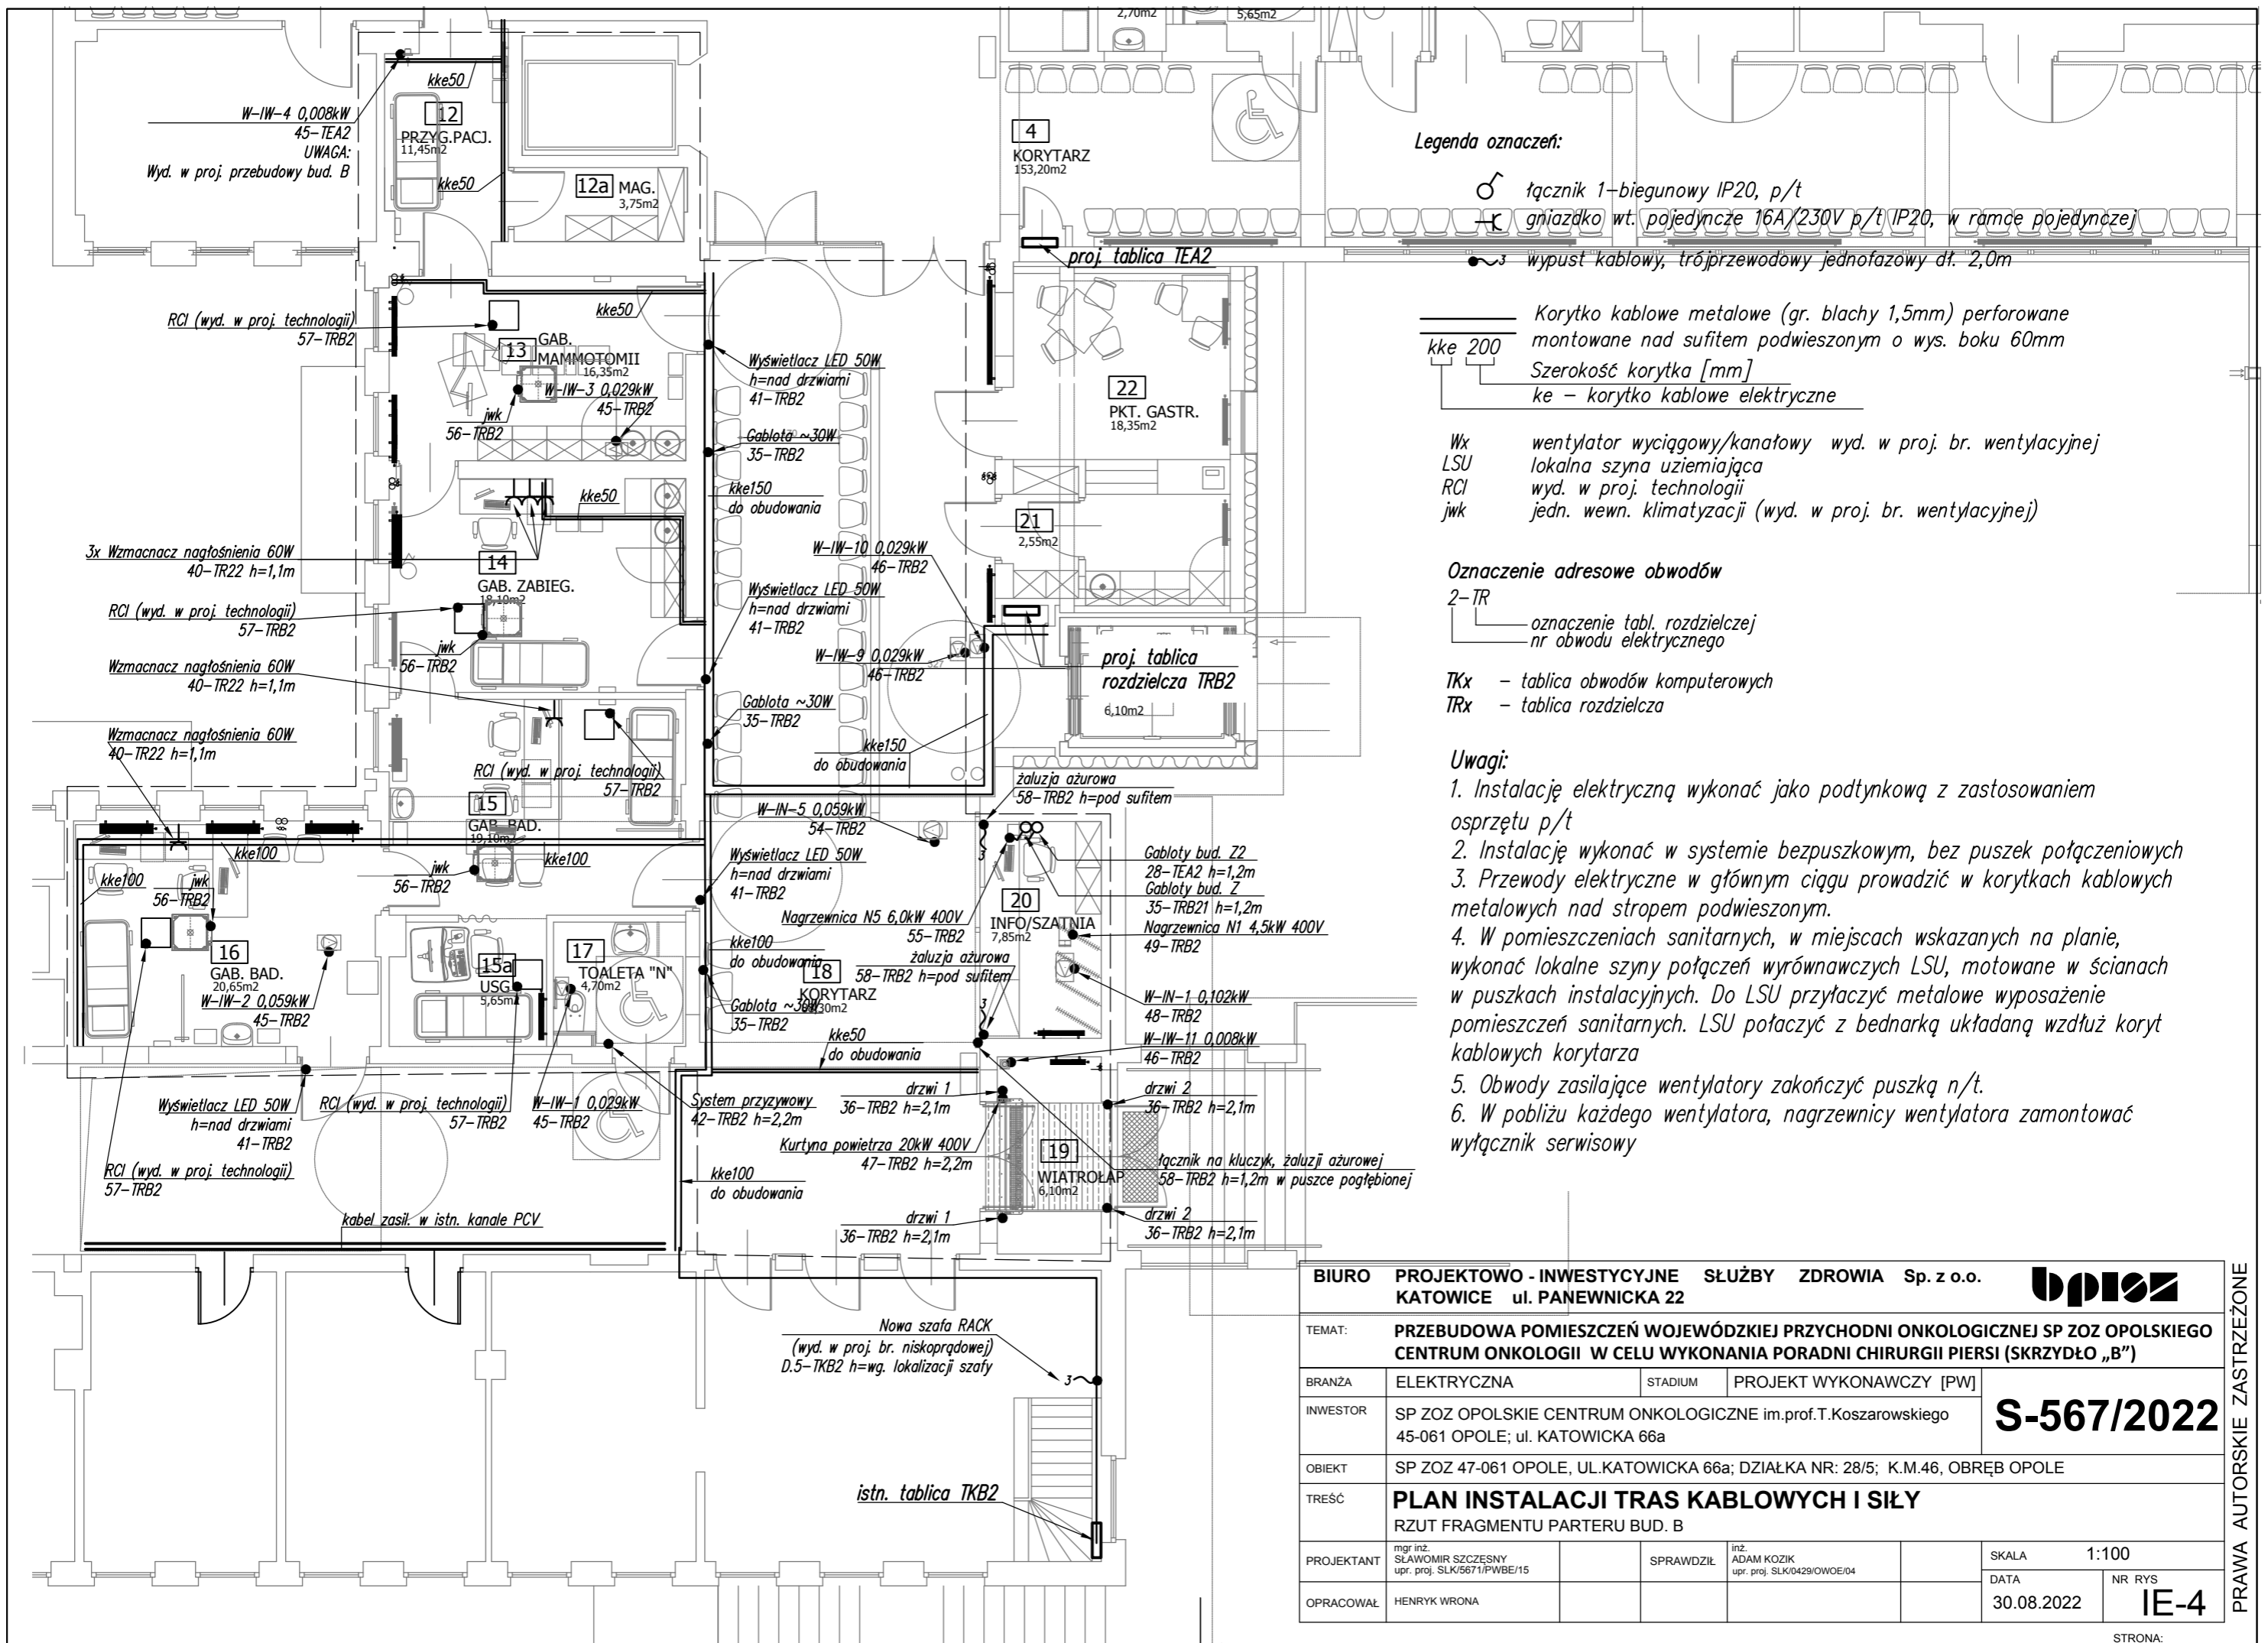 2,70m2
5,65m2
kke50
W-IW-4 0,008kW
45-TEA2
UWAGA:
Wyd. w proj. przebudowy bud. B
12
PRZYG.PACJ.
11,45m2
kke50
12a MAG.
3,75m2
4
KORYTARZ
153,20m2
proj. tablica TEA2
RCI (wyd. w proj. technologii)
57-TRB2
kke50
13 GAB.
MAMMOTOMII
16,35m2
W-IW-3 0,029kW
45-TRB2
jwk
56-TRB2
Wyświetlacz LED 50W
h=nad drzwiami
41-TRB2
Gablota ~30W
35-TRB2
kke150
do obudowania
22
PKT. GASTR.
18,35m2
kke50
21
2,55m2
3x Wzmacnacz nagłośnienia 60W
40-TR22 h=1,1m
14
GAB. ZABIEG.
18,10m2
W-IW-10 0,029kW
46-TRB2
RCI (wyd. w proj. technologii)
57-TRB2
jwk
56-TRB2
Wyświetlacz LED 50W
h=nad drzwiami
41-TRB2
W-IW-9 0,029kW
46-TRB2
proj. tablica
rozdzielcza TRB2
6,10m2
Wzmacnacz nagłośnienia 60W
40-TR22 h=1,1m
Gablota ~30W
35-TRB2
Wzmacnacz nagłośnienia 60W
40-TR22 h=1,1m
kke150
do obudowania
RCI (wyd. w proj. technologii)
57-TRB2
15
GAB. BAD.
19,10m2
żaluzja ażurowa
58-TRB2 h=pod sufitem
W-IN-5 0,059kW
54-TRB2
kke100
kke100
kke100
jwk
56-TRB2
jwk
56-TRB2
Wyświetlacz LED 50W
h=nad drzwiami
41-TRB2
3
Gabloty bud. Z2
28-TEA2 h=1,2m
Gabloty bud. Z
35-TRB21 h=1,2m
20
INFO/SZATNIA
7,85m2
Nagrzewnica N5 6,0kW 400V
55-TRB2
Nagrzewnica N1 4,5kW 400V
49-TRB2
16
GAB. BAD.
20,65m2
W-IW-2 0,059kW
45-TRB2
15a
USG
5,65m2
17
TOALETA "N"
4,70m2
kke100
do obudowania
18
KORYTARZ
żaluzja ażurowa
58-TRB2 h=pod sufitem
Gablota ~30W
35-TRB2
3
W-IN-1 0,102kW
48-TRB2
kke50
do obudowania
W-IW-11 0,008kW
46-TRB2
Wyświetlacz LED 50W
h=nad drzwiami
41-TRB2
RCI (wyd. w proj. technologii)
57-TRB2
W-IW-1 0,029kW
45-TRB2
System przyzywowy
42-TRB2 h=2,2m
drzwi 1
36-TRB2 h=2,1m
drzwi 2
36-TRB2 h=2,1m
Kurtyna powietrza 20kW 400V
47-TRB2 h=2,2m
19
WIATROŁAP
6,10m2
RCI (wyd. w proj. technologii)
57-TRB2
kke100
do obudowania
łącznik na kluczyk, żaluzji ażurowej
58-TRB2 h=1,2m w puszce pogłębionej
kabel zasil. w istn. kanale PCV
drzwi 1
36-TRB2 h=2,1m
drzwi 2
36-TRB2 h=2,1m
Nowa szafa RACK
(wyd. w proj. br. niskoprądowej)
D.5-TKB2 h=wg. lokalizacji szafy
3
istn. tablica TKB2
Legenda oznaczeń:
łącznik 1-biegunowy IP20, p/t
gniazdko wt. pojedyncze 16A/230V p/t IP20, w ramce pojedynczej
3 wypust kablowy, trójprzewodowy jednofazowy dł. 2,0m
Korytko kablowe metalowe (gr. blachy 1,5mm) perforowane
montowane nad sufitem podwieszonym o wys. boku 60mm
kke 200
Szerokość korytka [mm]
ke - korytko kablowe elektryczne
Wx wentylator wyciągowy/kanałowy wyd. w proj. br. wentylacyjnej
LSU lokalna szyna uziemiająca
RCI wyd. w proj. technologii
jwk jedn. wewn. klimatyzacji (wyd. w proj. br. wentylacyjnej)
Oznaczenie adresowe obwodów
2-TR
oznaczenie tabl. rozdzielczej
nr obwodu elektrycznego
TKx - tablica obwodów komputerowych
TRx - tablica rozdzielcza
Uwagi:
1. Instalację elektryczną wykonać jako podtynkową z zastosowaniem
osprzętu p/t
2. Instalację wykonać w systemie bezpuszkowym, bez puszek połączeniowych
3. Przewody elektryczne w głównym ciągu prowadzić w korytkach kablowych
metalowych nad stropem podwieszonym.
4. W pomieszczeniach sanitarnych, w miejscach wskazanych na planie,
wykonać lokalne szyny połączeń wyrównawczych LSU, motowane w ścianach
w puszkach instalacyjnych. Do LSU przyłaczyć metalowe wyposażenie
pomieszczeń sanitarnych. LSU połaczyć z bednarką układaną wzdłuż koryt
kablowych korytarza
5. Obwody zasilające wentylatory zakończyć puszką n/t.
6. W pobliżu każdego wentylatora, nagrzewnicy wentylatora zamontować
wyłącznik serwisowy
BIURO PROJEKTOWO - INWESTYCYJNE SŁUŻBY ZDROWIA Sp. z o.o.
KATOWICE ul. PANEWNICKA 22
bpisz
TEMAT: PRZEBUDOWA POMIESZCZEŃ WOJEWÓDZKIEJ PRZYCHODNI ONKOLOGICZNEJ SP ZOZ OPOLSKIEGO
CENTRUM ONKOLOGII W CELU WYKONANIA PORADNI CHIRURGII PIERSI (SKRZYDŁO „B”)
BRANŻA ELEKTRYCZNA STADIUM PROJEKT WYKONAWCZY [PW]
INWESTOR SP ZOZ OPOLSKIE CENTRUM ONKOLOGICZNE im.prof.T.Koszarowskiego
45-061 OPOLE; ul. KATOWICKA 66a
S-567/2022
OBIEKT SP ZOZ 47-061 OPOLE, UL.KATOWICKA 66a; DZIAŁKA NR: 28/5; K.M.46, OBRĘB OPOLE
TREŚĆ PLAN INSTALACJI TRAS KABLOWYCH I SIŁY
RZUT FRAGMENTU PARTERU BUD. B
PROJEKTANT mgr inż.
SŁAWOMIR SZCZĘSNY
upr. proj. SLK/5671/PWBE/15
SPRAWDZIŁ inż.
ADAM KOZIK
upr. proj. SLK/0429/OWOE/04
SKALA 1:100
OPRACOWAŁ HENRYK WRONA
DATA
30.08.2022
NR RYS
IE-4
PRAWA AUTORSKIE ZASTRZEŻONE
STRONA: